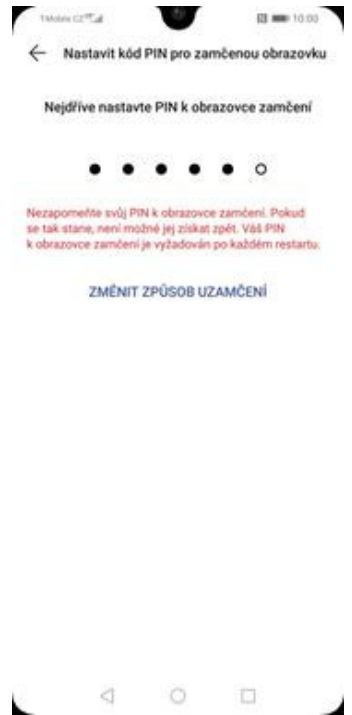 T-Mobile CZ
10:00
Nastavit kód PIN pro zamčenou obrazovku
Nejdříve nastavte PIN k obrazovce zamčení
Nezapomeňte svůj PIN k obrazovce zamčení. Pokud
se tak stane, není možné jej získat zpět. Váš PIN
k obrazovce zamčení je vyžadován po každém restartu.
ZMĚNIT ZPŮSOB UZAMČENÍ